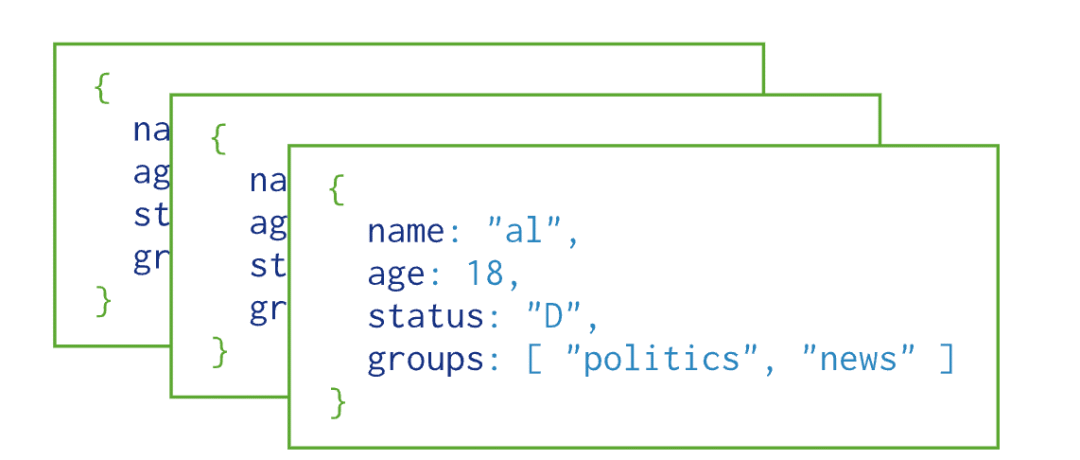 {
na
ag
st
gr
}
{
na
ag
st
gr
}
{
name: "al",
age: 18,
status: "D",
groups: [ "politics", "news" ]
}